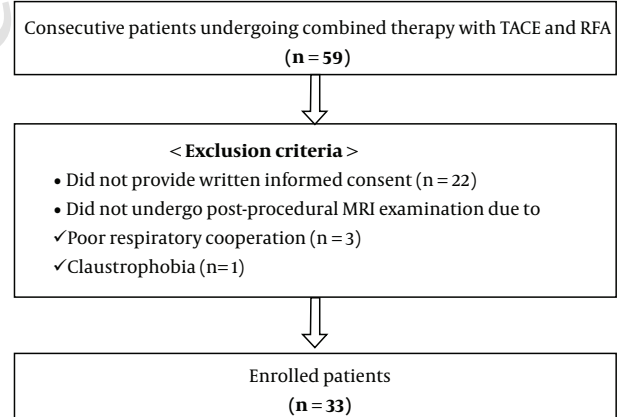 Consecutive patients undergoing combined therapy with TACE and RFA
(n = 59)
< Exclusion criteria >
• Did not provide written informed consent (n = 22)
• Did not undergo post-procedural MRI examination due to
✓Poor respiratory cooperation (n = 3)
✓Claustrophobia (n=1)
Enrolled patients
(n = 33)